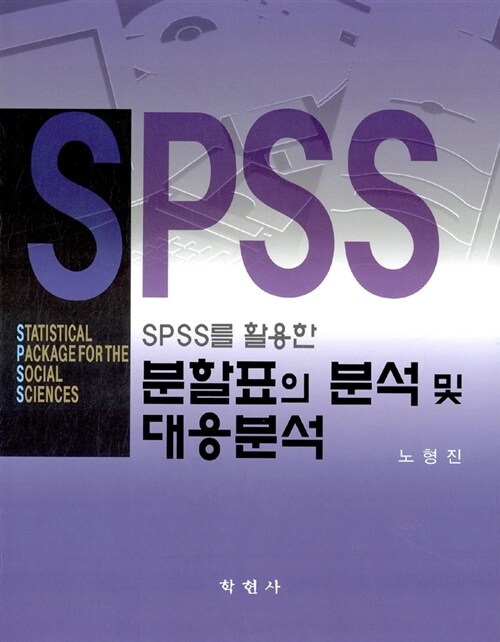 SPSS
STATISTICAL
PACKAGE FOR THE
SOCIAL
SCIENCES
SPSS를 활용한
분할표의 분석 및
대응분석
노형진
학현사